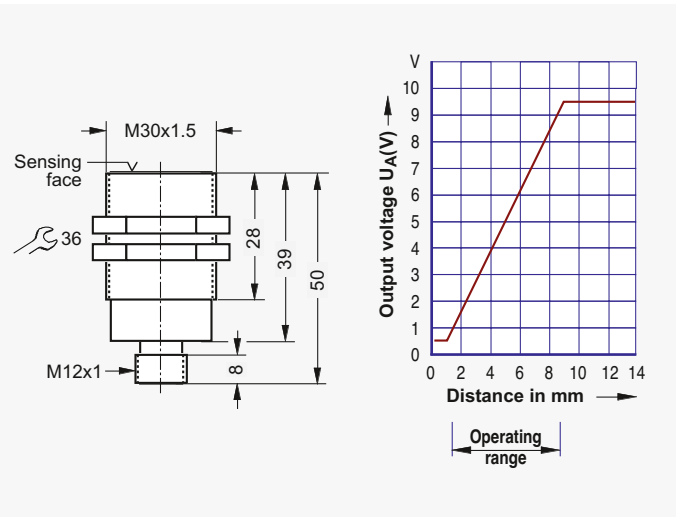 M30x1.5
Sensing
face
36
28
39
50
M12x1
8
V
10
9
8
7
6
5
4
3
2
1
0
Output voltage UA(V)
0 2 4 6 8 10 12 14
Distance in mm
Operating
range